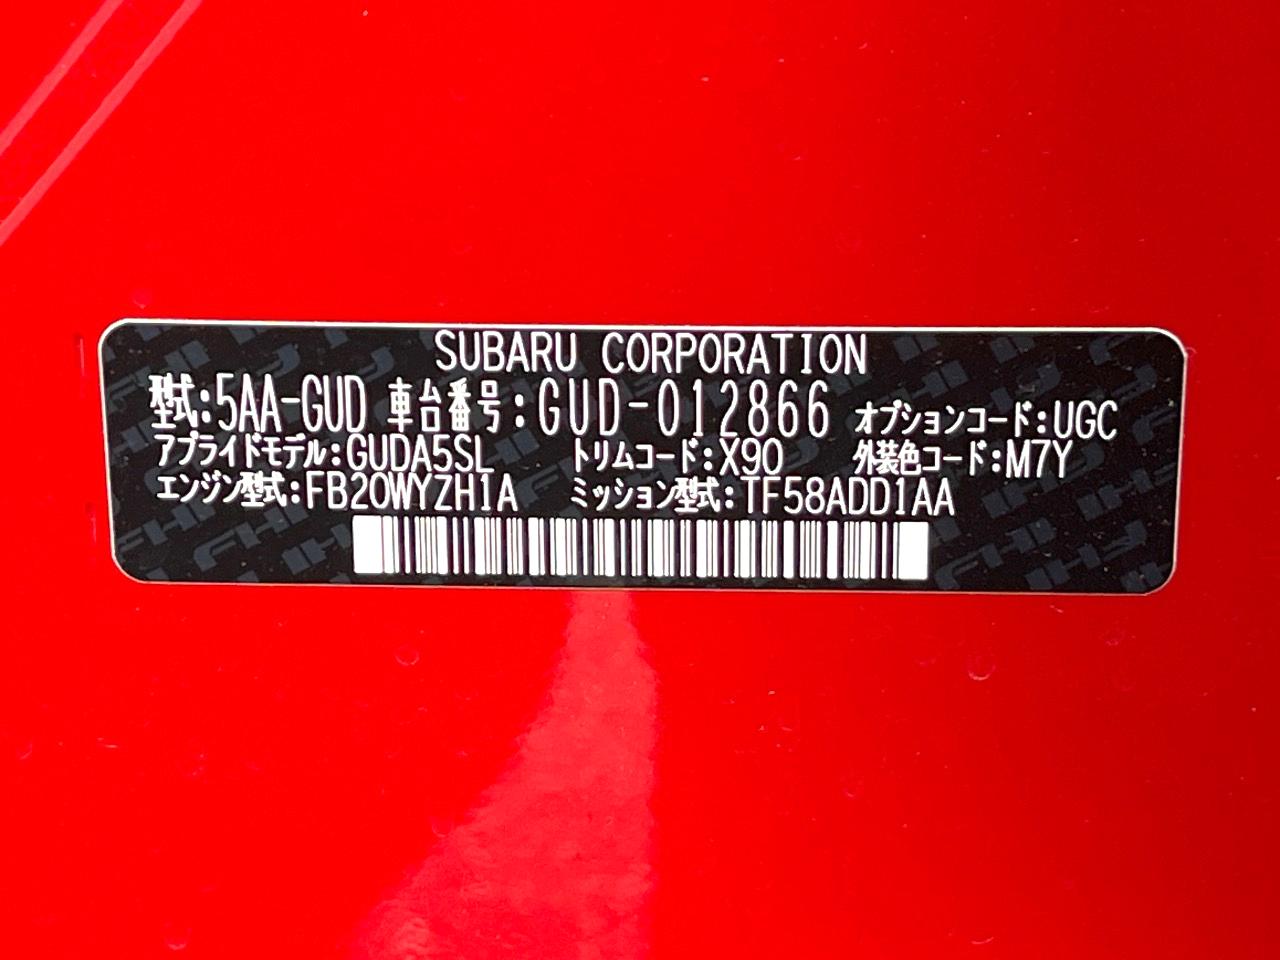 SUBARU CORPORATION
型式:5AA-GUD 車台番号:GUD-012866 オプションコード:UGC
アプライドモデル:GUDA5SL トリムコード:X90 外装色コード:M7Y
エンジン型式:FB20WYZH1A ミッション型式:TF58ADD1AA